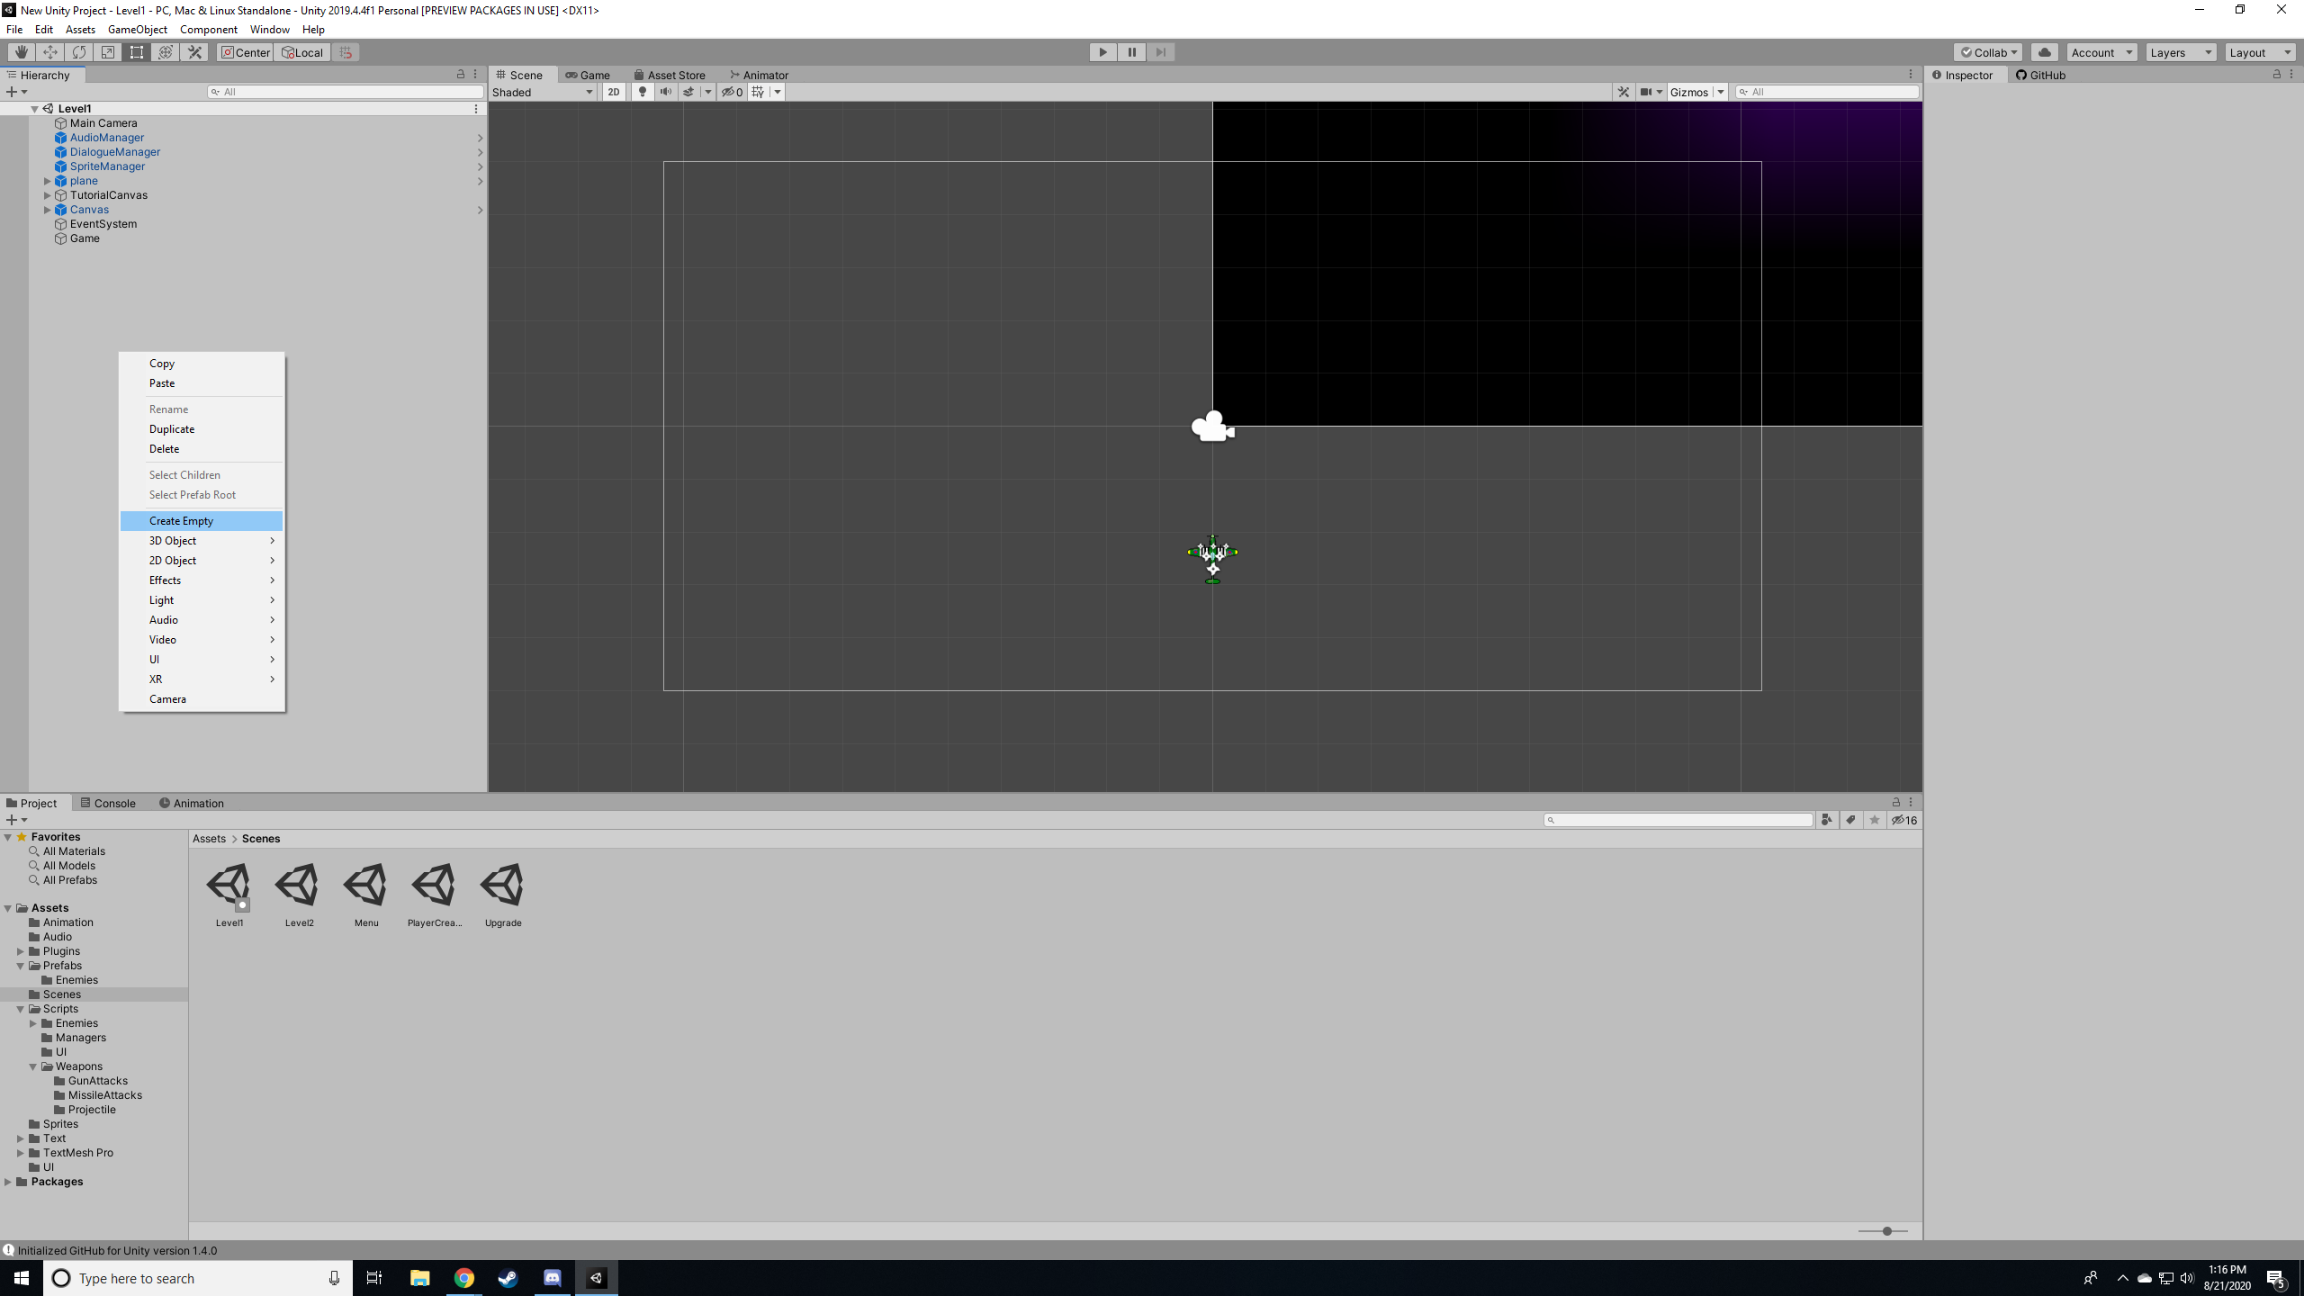 New Unity Project - Level1 - PC, Mac & Linux Standalone - Unity 2019.4.4f1 Personal [PREVIEW PACKAGES IN USE] <DX11>
File Edit Assets GameObject Component Window Help
Center Local Collab Account Layers Layout
Hierarchy
All
Level1
Main Camera
AudioManager
DialogueManager
SpriteManager
plane
TutorialCanvas
Canvas
EventSystem
Game
Copy
Paste
Rename
Duplicate
Delete
Select Children
Select Prefab Root
Create Empty
3D Object
2D Object
Effects
Light
Audio
Video
UI
XR
Camera
Scene Game Asset Store Animator
Shaded 2D 0 Gizmos All
Inspector GitHub
Project Console Animation
16
Favorites
All Materials
All Models
All Prefabs
Assets
Animation
Audio
Plugins
Prefabs
Enemies
Scenes
Scripts
Enemies
Managers
UI
Weapons
GunAttacks
MissileAttacks
Projectile
Sprites
Text
TextMesh Pro
UI
Packages
Assets > Scenes
Level1 Level2 Menu PlayerCrea... Upgrade
Initialized GitHub for Unity version 1.4.0
Type here to search
1:16 PM
8/21/2020
5